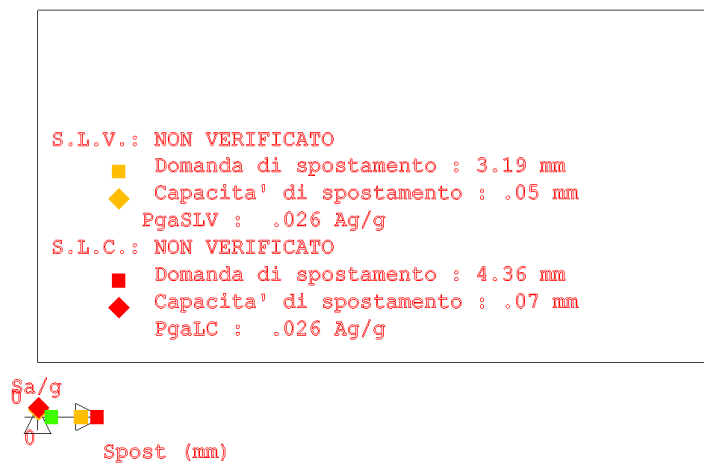 S.L.V.: NON VERIFICATO
Domanda di spostamento : 3.19 mm
Capacita' di spostamento : .05 mm
PgaSLV : .026 Ag/g
S.L.C.: NON VERIFICATO
Domanda di spostamento : 4.36 mm
Capacita' di spostamento : .07 mm
PgaLC : .026 Ag/g
Sa/g
0
0
Spost (mm)